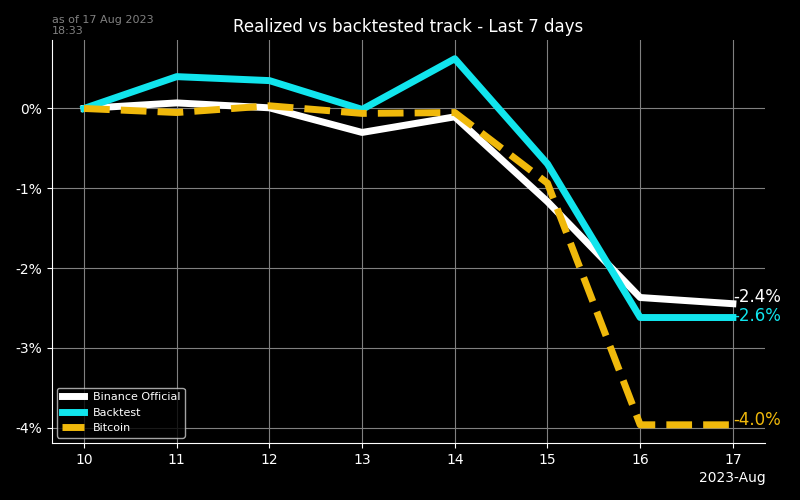 as of 17 Aug 2023
18:33
Realized vs backtested track - Last 7 days
0%
-1%
-2%
-3%
-4%
-2.4%
-2.6%
-4.0%
Binance Official
Backtest
Bitcoin
10 11 12 13 14 15 16 17
2023-Aug